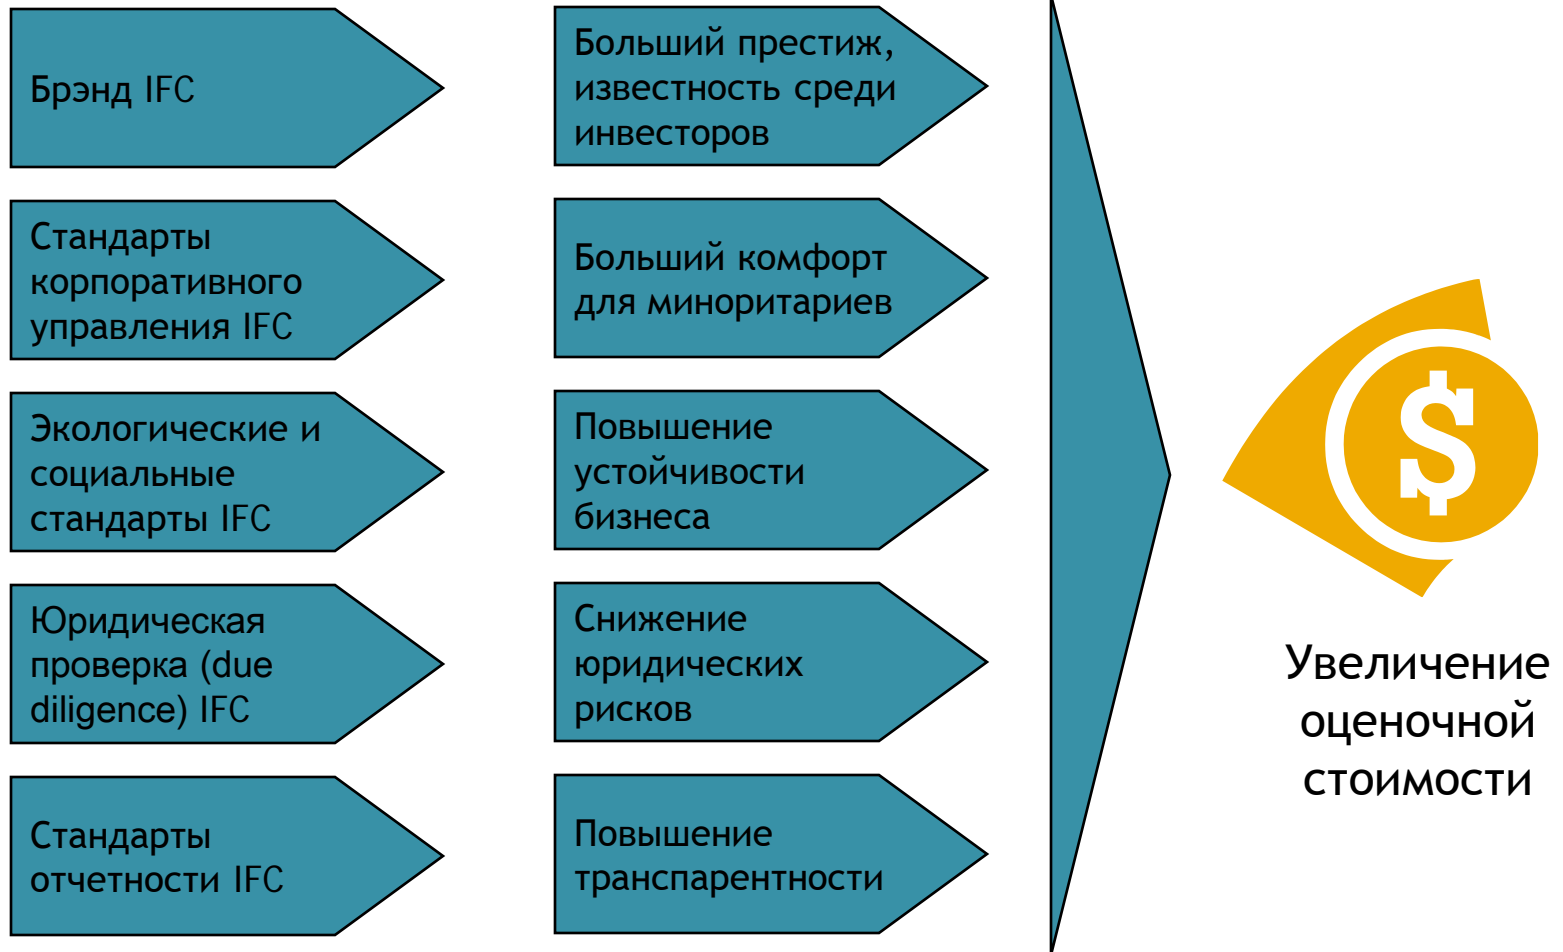 Брэнд IFC
Больший престиж,
известность среди
инвесторов
Стандарты
корпоративного
управления IFC
Больший комфорт
для миноритариев
Экологические и
социальные
стандарты IFC
Повышение
устойчивости
бизнеса
Юридическая
проверка (due
diligence) IFC
Снижение
юридических
рисков
Стандарты
отчетности IFC
Повышение
транспарентности
$
Увеличение
оценочной
стоимости